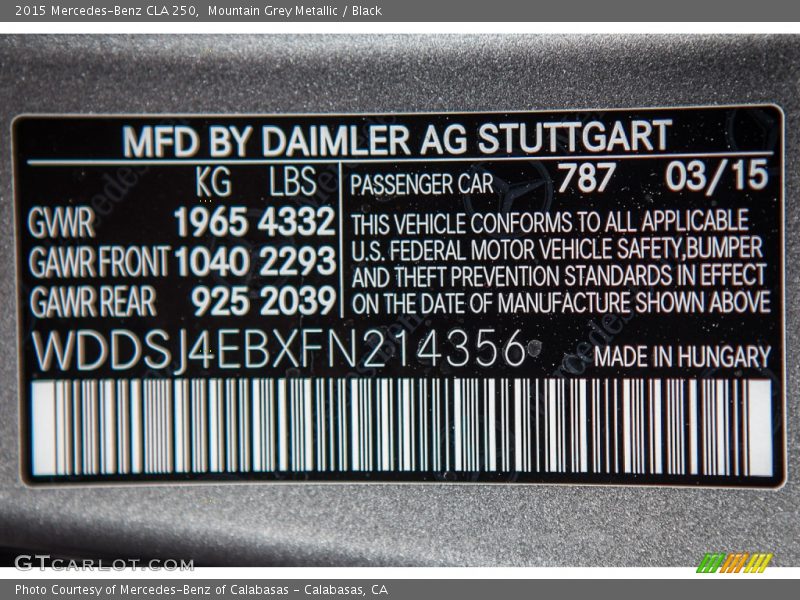 2015 Mercedes-Benz CLA 250,  Mountain Grey Metallic / Black
MFD BY DAIMLER AG STUTTGART
KG LBS
GVWR 1965 4332
GAWR FRONT 1040 2293
GAWR REAR 925 2039
PASSENGER CAR 787 03/15
THIS VEHICLE CONFORMS TO ALL APPLICABLE
U.S. FEDERAL MOTOR VEHICLE SAFETY,BUMPER
AND THEFT PREVENTION STANDARDS IN EFFECT
ON THE DATE OF MANUFACTURE SHOWN ABOVE
WDDSJ4EBXFN214356
MADE IN HUNGARY
GTCARLOT.COM
Photo Courtesy of Mercedes-Benz of Calabasas - Calabasas, CA